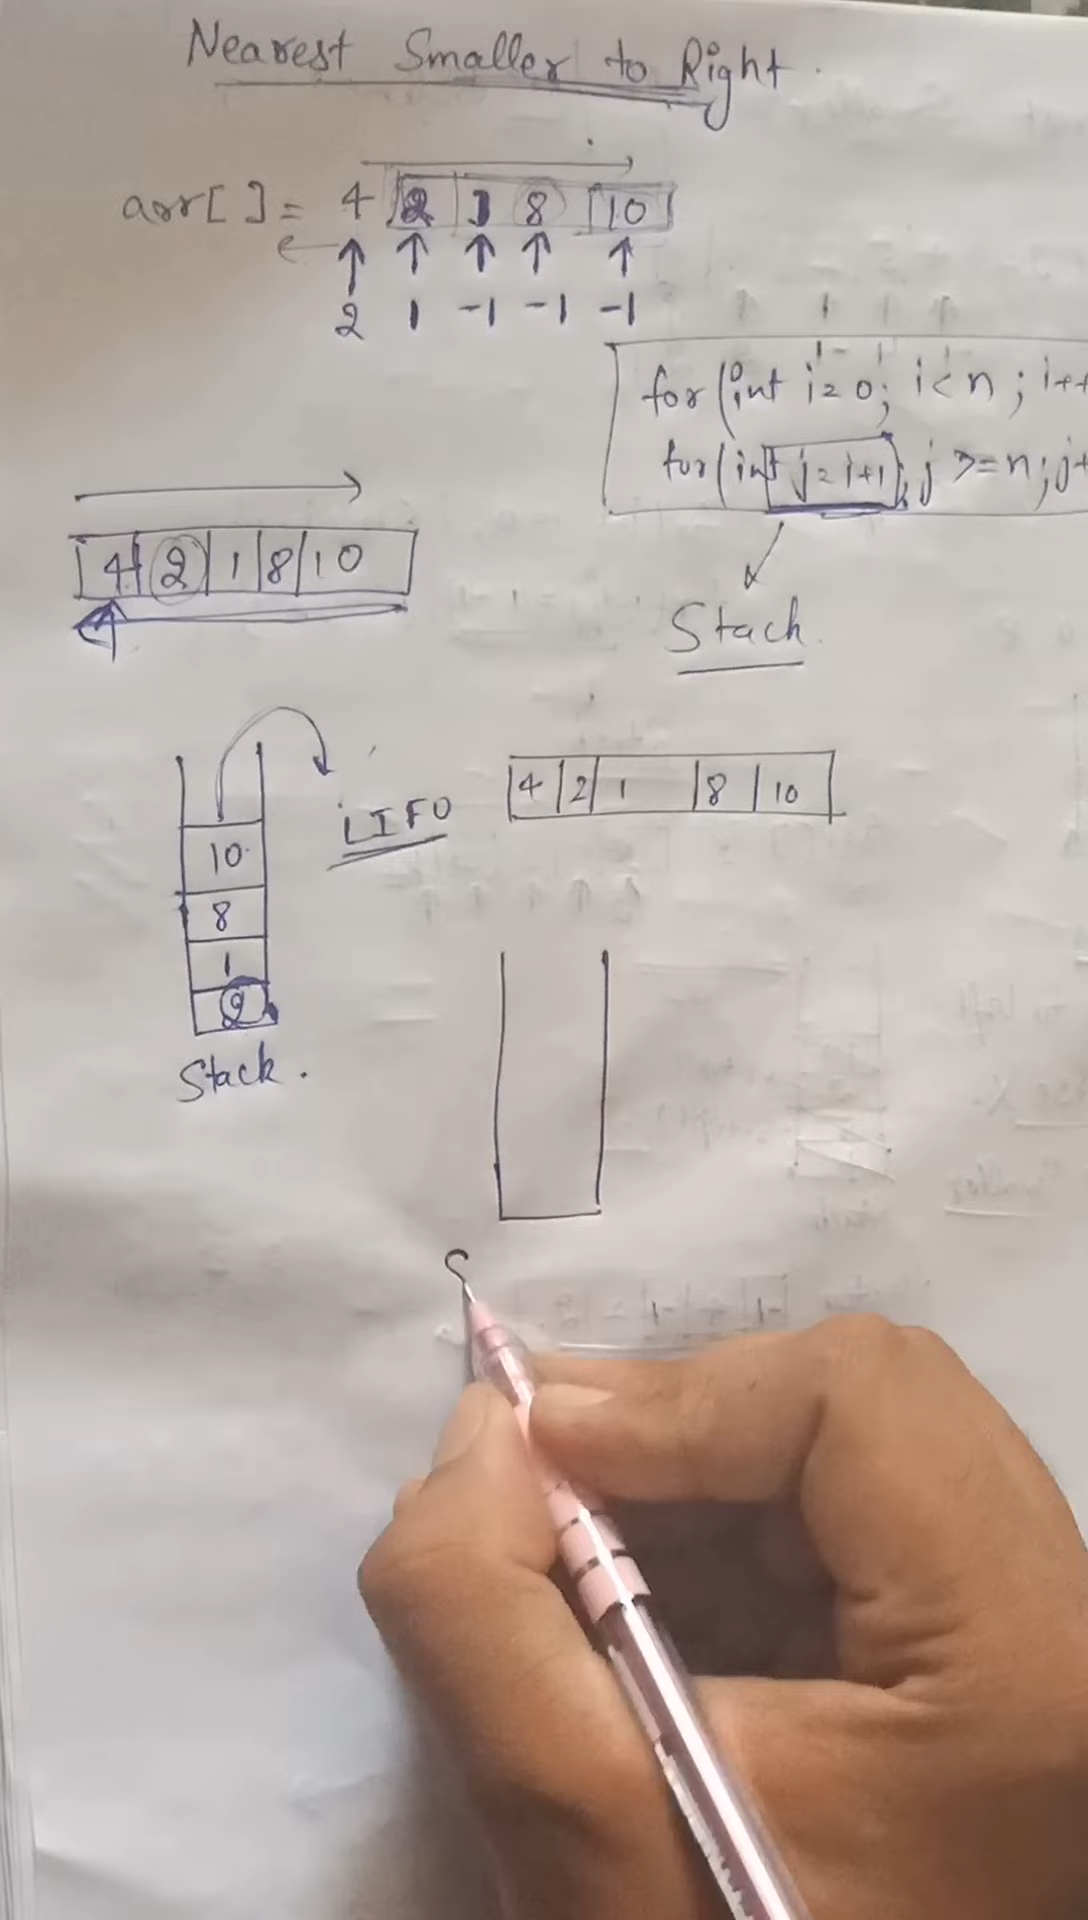 Nearest Smaller to Right.
arr[ ] = 4 2 1 8 10
2 1 -1 -1 -1
for(int i=0; i<n; i++
for(int j=i+1; j>=n; j+
4 2 1 8 10
Stack.
4 2 1 8 10
LIFO
10
8
1
2
Stack.
S